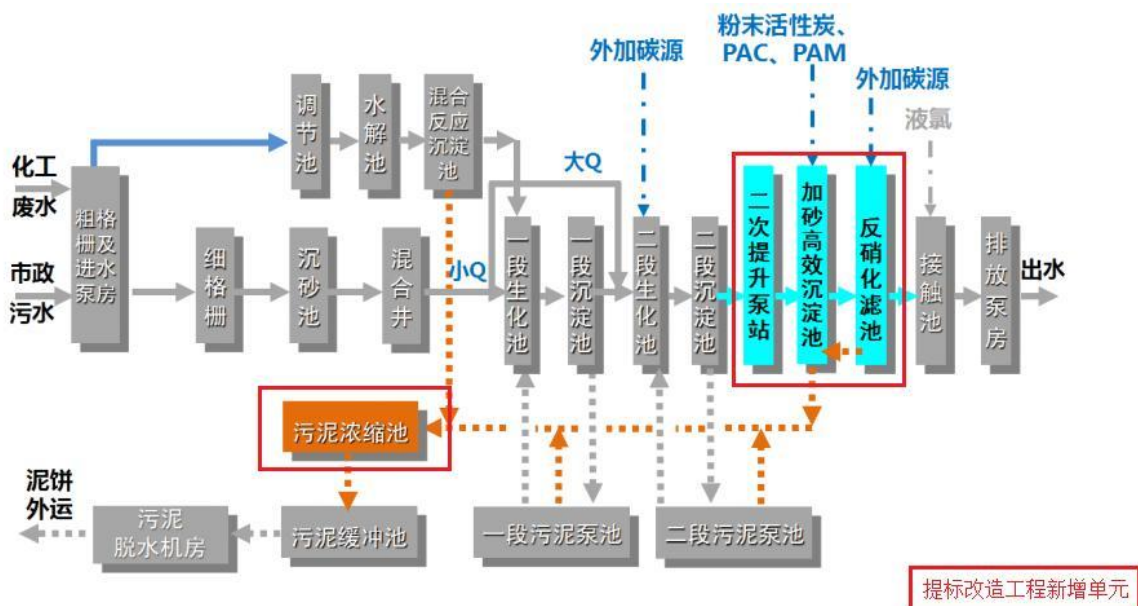 粉末活性炭、
PAC、PAM
外加碳源
外加碳源
液氯
调节池
水解池
混合
反应
沉淀
池
大Q
化工
废水
粗格
栅及
进水
泵房
市政
污水
细格栅
沉砂池
混合井
小Q
一段生化池
一段沉淀池
二段生化池
二段沉淀池
二次提升泵站
加砂高效沉淀池
反硝化滤池
接触池
排放泵房
出水
污泥浓缩池
泥饼
外运
污泥
脱水机房
污泥缓冲池
一段污泥泵池
二段污泥泵池
提标改造工程新增单元